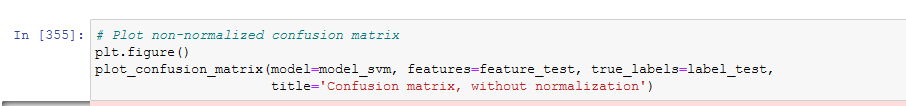 In [355]: # Plot non-normalized confusion matrix
plt.figure()
plot_confusion_matrix(model=model_svm, features=feature_test, true_labels=label_test,
title='Confusion matrix, without normalization')